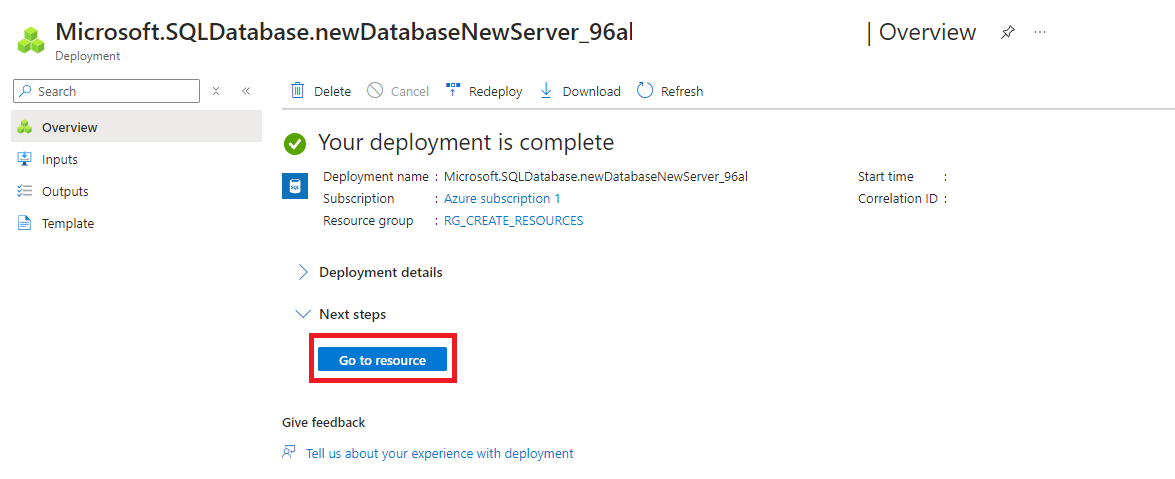 Microsoft.SQLDatabase.newDatabaseNewServer_96al | Overview ...
Deployment
Search
Delete Cancel Redeploy Download Refresh
Overview
Inputs
Outputs
Template
Your deployment is complete
SQL
Deployment name : Microsoft.SQLDatabase.newDatabaseNewServer_96al Start time :
Subscription : Azure subscription 1 Correlation ID :
Resource group : RG_CREATE_RESOURCES
Deployment details
Next steps
Go to resource
Give feedback
Tell us about your experience with deployment